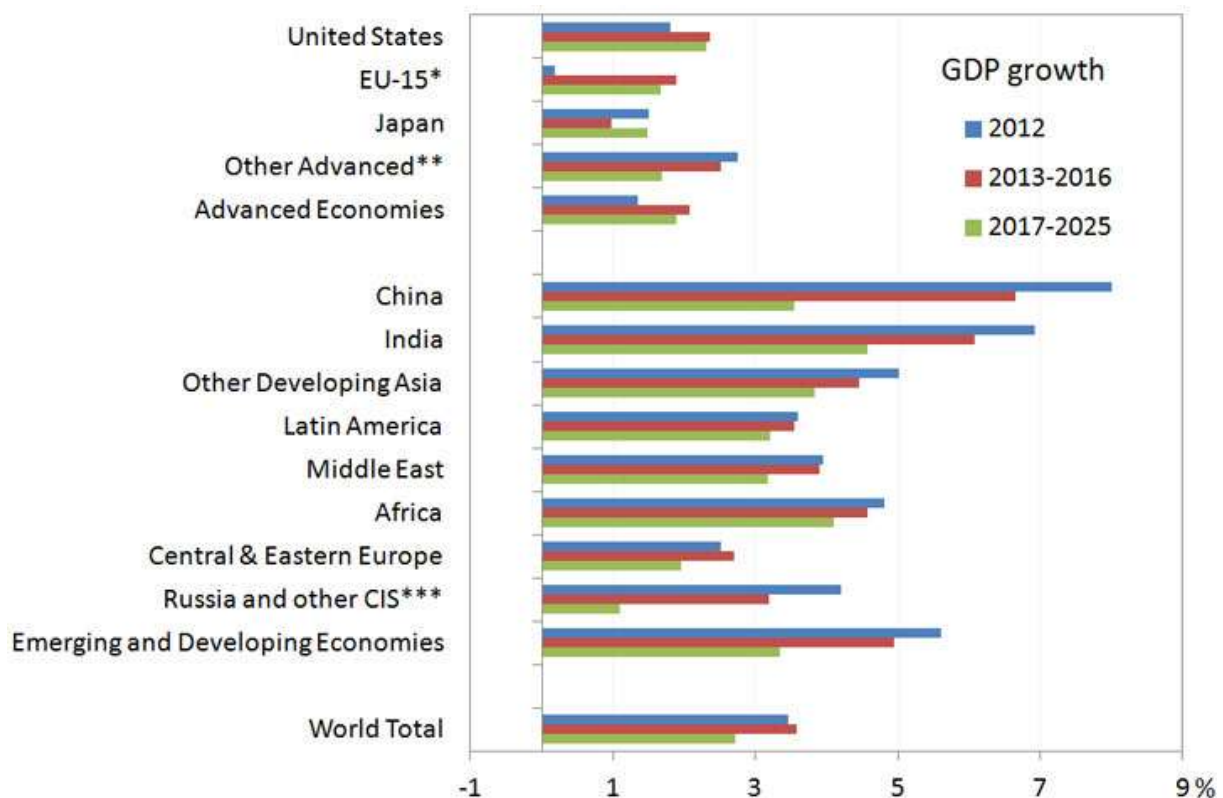 United States
EU-15*
Japan
Other Advanced**
Advanced Economies
China
India
Other Developing Asia
Latin America
Middle East
Africa
Central & Eastern Europe
Russia and other CIS***
Emerging and Developing Economies
World Total
GDP growth
2012
2013-2016
2017-2025
-1 1 3 5 7 9 %